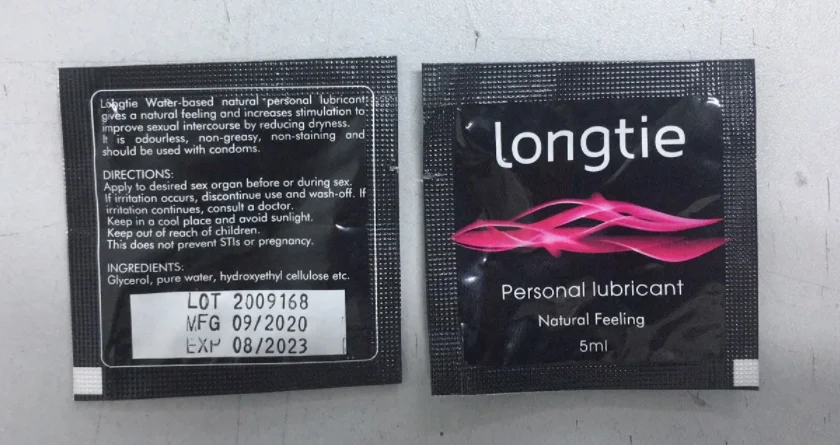 Longtie Water-based natural personal lubricant
gives a natural feeling and increases stimulation to
improve sexual intercourse by reducing dryness.
It is odourless, non-greasy, non-staining and
should be used with condoms.
DIRECTIONS:
Apply to desired sex organ before or during sex.
If irritation occurs, discontinue use and wash-off. If
irritation continues, consult a doctor.
Keep in a cool place and avoid sunlight.
Keep out of reach of children.
This does not prevent STIs or pregnancy.
INGREDIENTS:
Glycerol, pure water, hydroxyethyl cellulose etc.
LOT 2009168
MFG 09/2020
EXP 08/2023
longtie
Personal lubricant
Natural Feeling
5ml